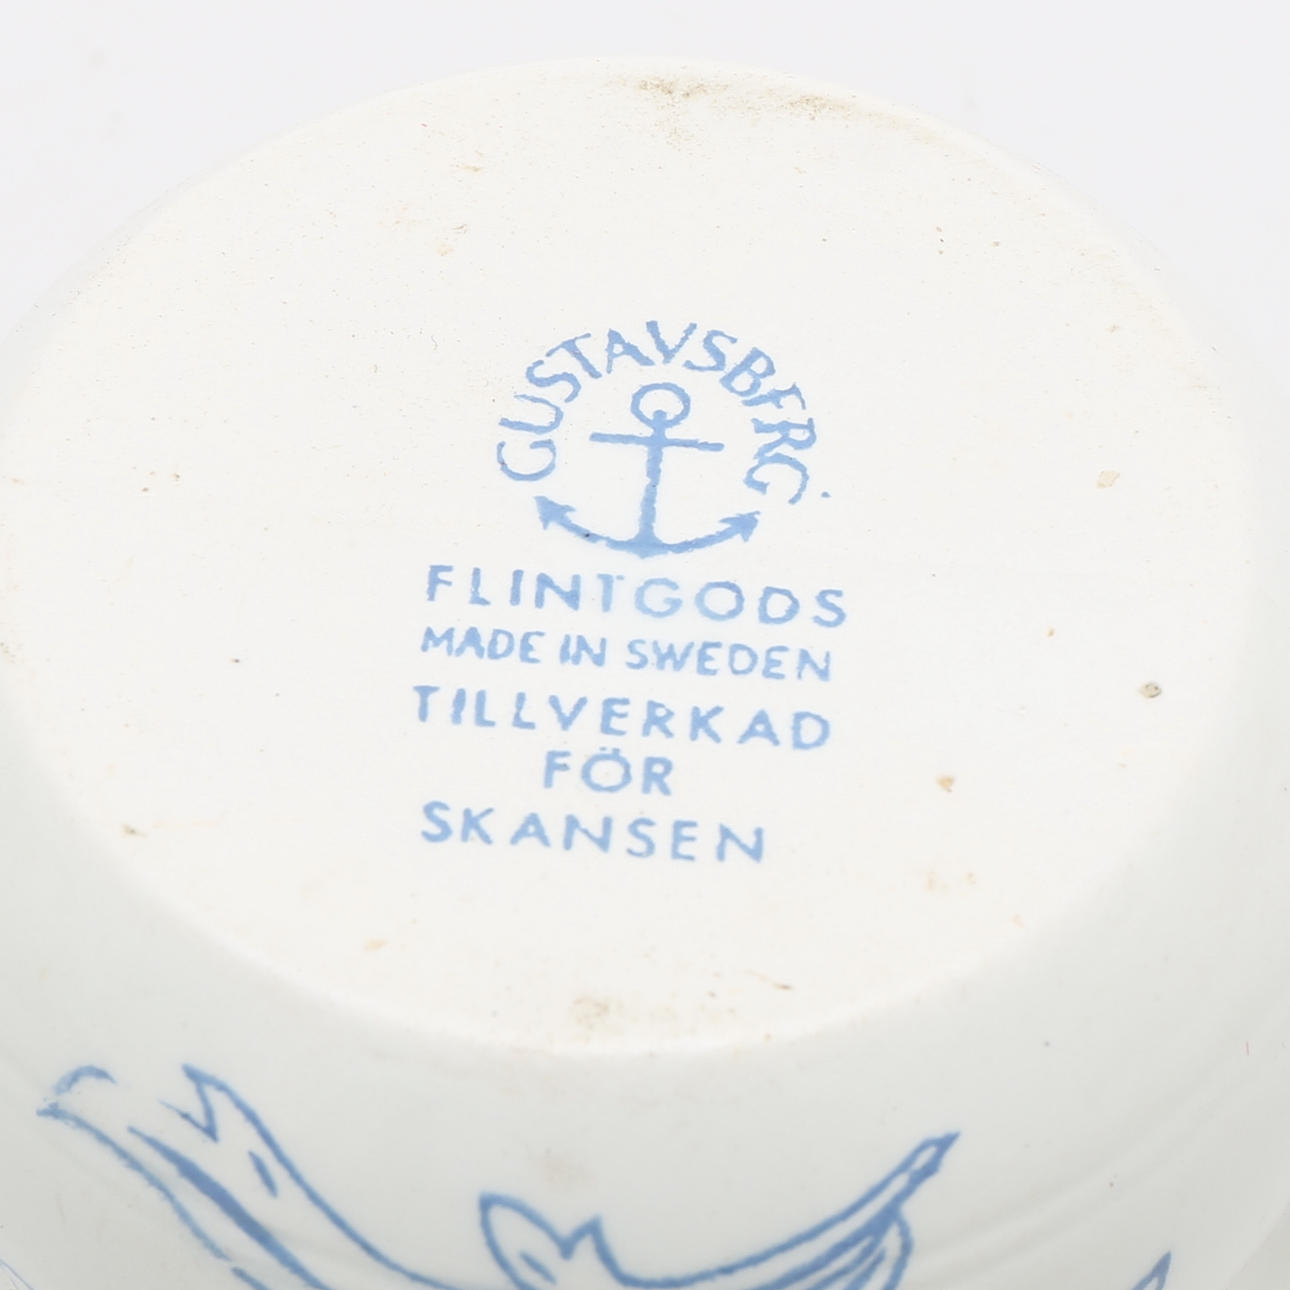 GUSTAVSBERG
FLINTGODS
MADE IN SWEDEN
TILLVERKAD
FÖR
SKANSEN